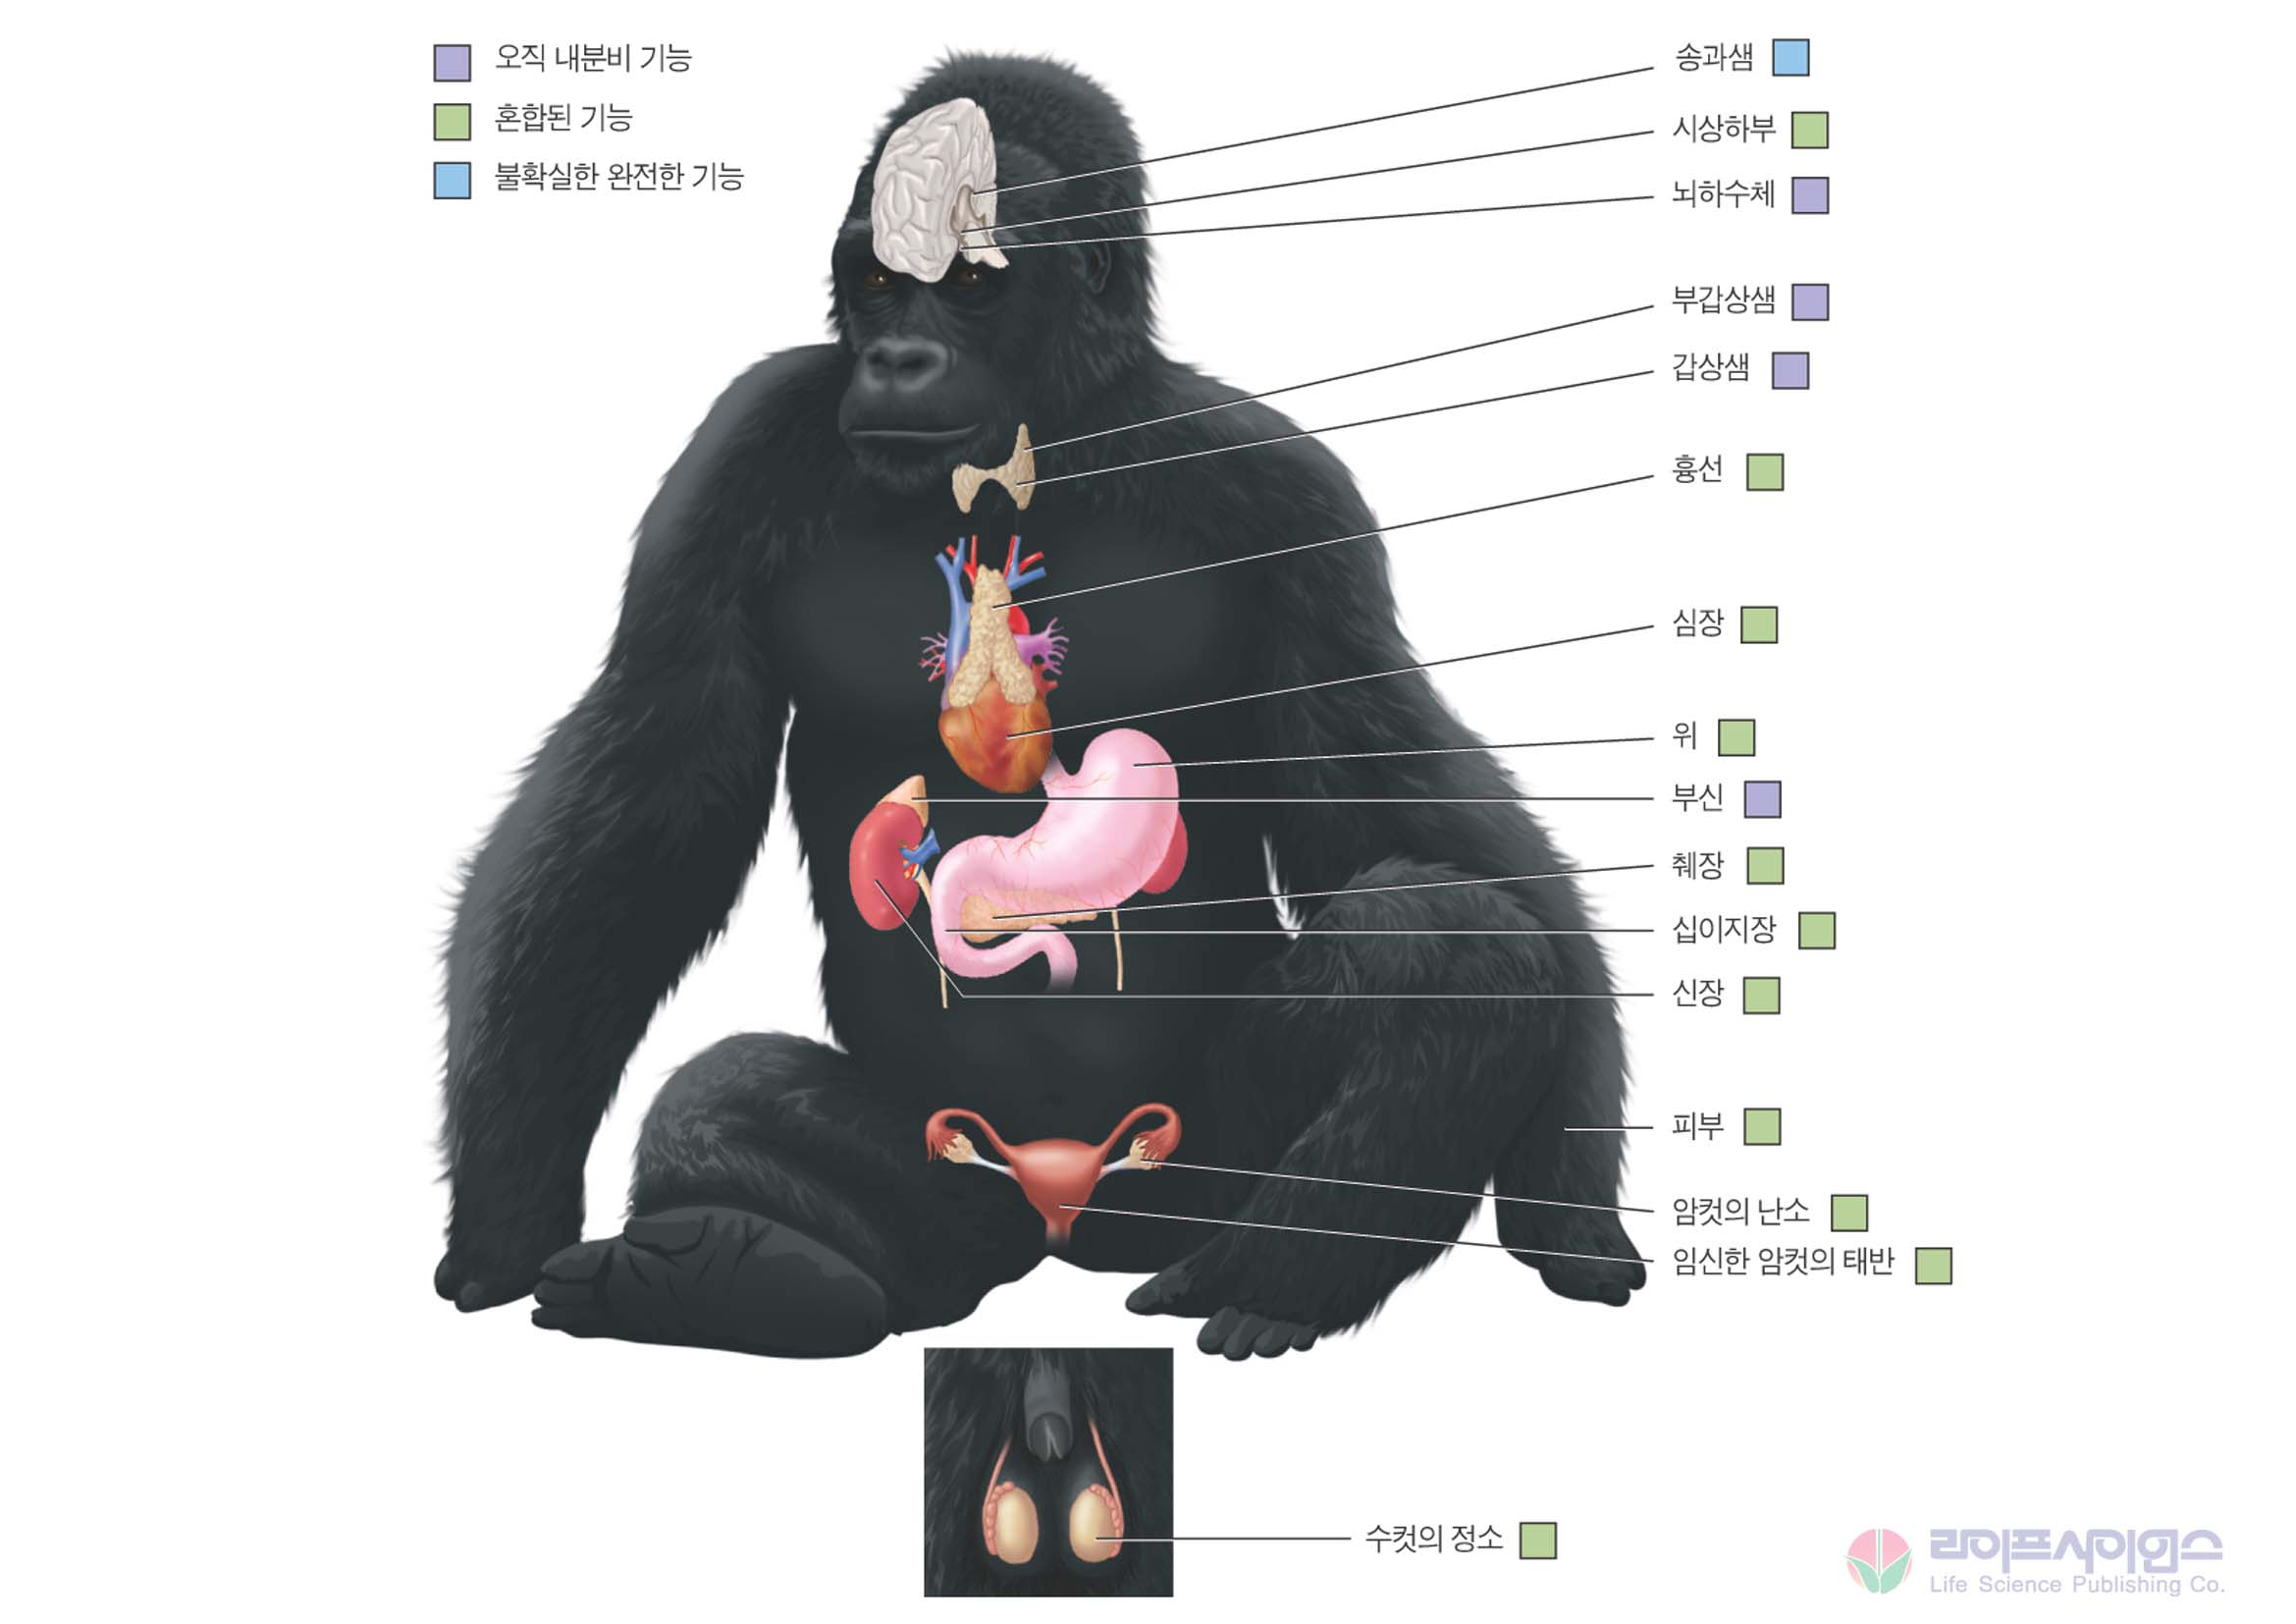 오직 내분비 기능
혼합된 기능
불확실한 완전한 기능
송과샘
시상하부
뇌하수체
부갑상샘
갑상샘
흉선
심장
위
부신
췌장
십이지장
신장
피부
암컷의 난소
임신한 암컷의 태반
수컷의 정소
라이프사이언스
Life Science Publishing Co.